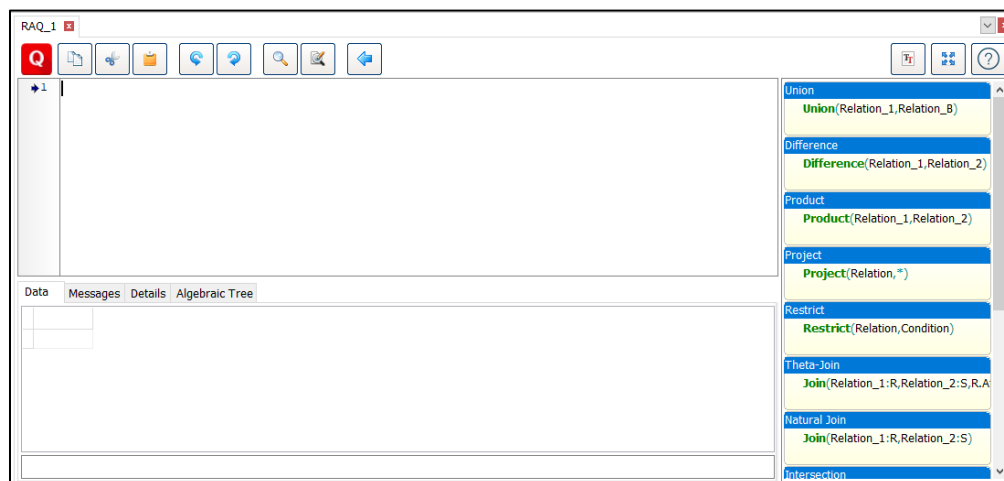 RAQ_1
Q
?
1
Union
Union(Relation_1,Relation_B)
Difference
Difference(Relation_1,Relation_2)
Product
Product(Relation_1,Relation_2)
Project
Project(Relation,*)
Restrict
Restrict(Relation,Condition)
Theta-Join
Join(Relation_1:R,Relation_2:S,R.A
Natural Join
Join(Relation_1:R,Relation_2:S)
Intersection
Data Messages Details Algebraic Tree